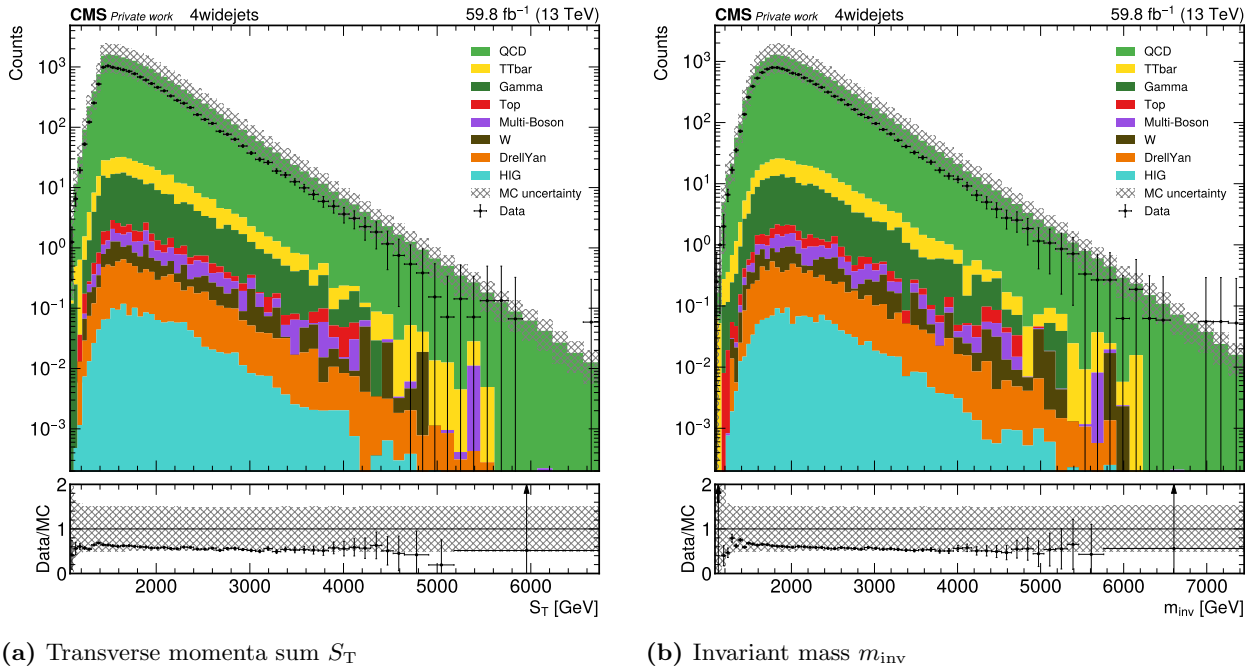 CMS Private work 4widejets 59.8 fb⁻¹ (13 TeV)
Counts
10³
10²
10¹
10⁰
10⁻¹
10⁻²
10⁻³
QCD
TTbar
Gamma
Top
Multi-Boson
W
DrellYan
HIG
MC uncertainty
Data
Data/MC
2
1
0
2000 3000 4000 5000 6000
S_T [GeV]
(a) Transverse momenta sum S_T
CMS Private work 4widejets 59.8 fb⁻¹ (13 TeV)
Counts
10³
10²
10¹
10⁰
10⁻¹
10⁻²
10⁻³
QCD
TTbar
Gamma
Top
Multi-Boson
W
DrellYan
HIG
MC uncertainty
Data
Data/MC
2
1
0
2000 3000 4000 5000 6000 7000
m_inv [GeV]
(b) Invariant mass m_inv